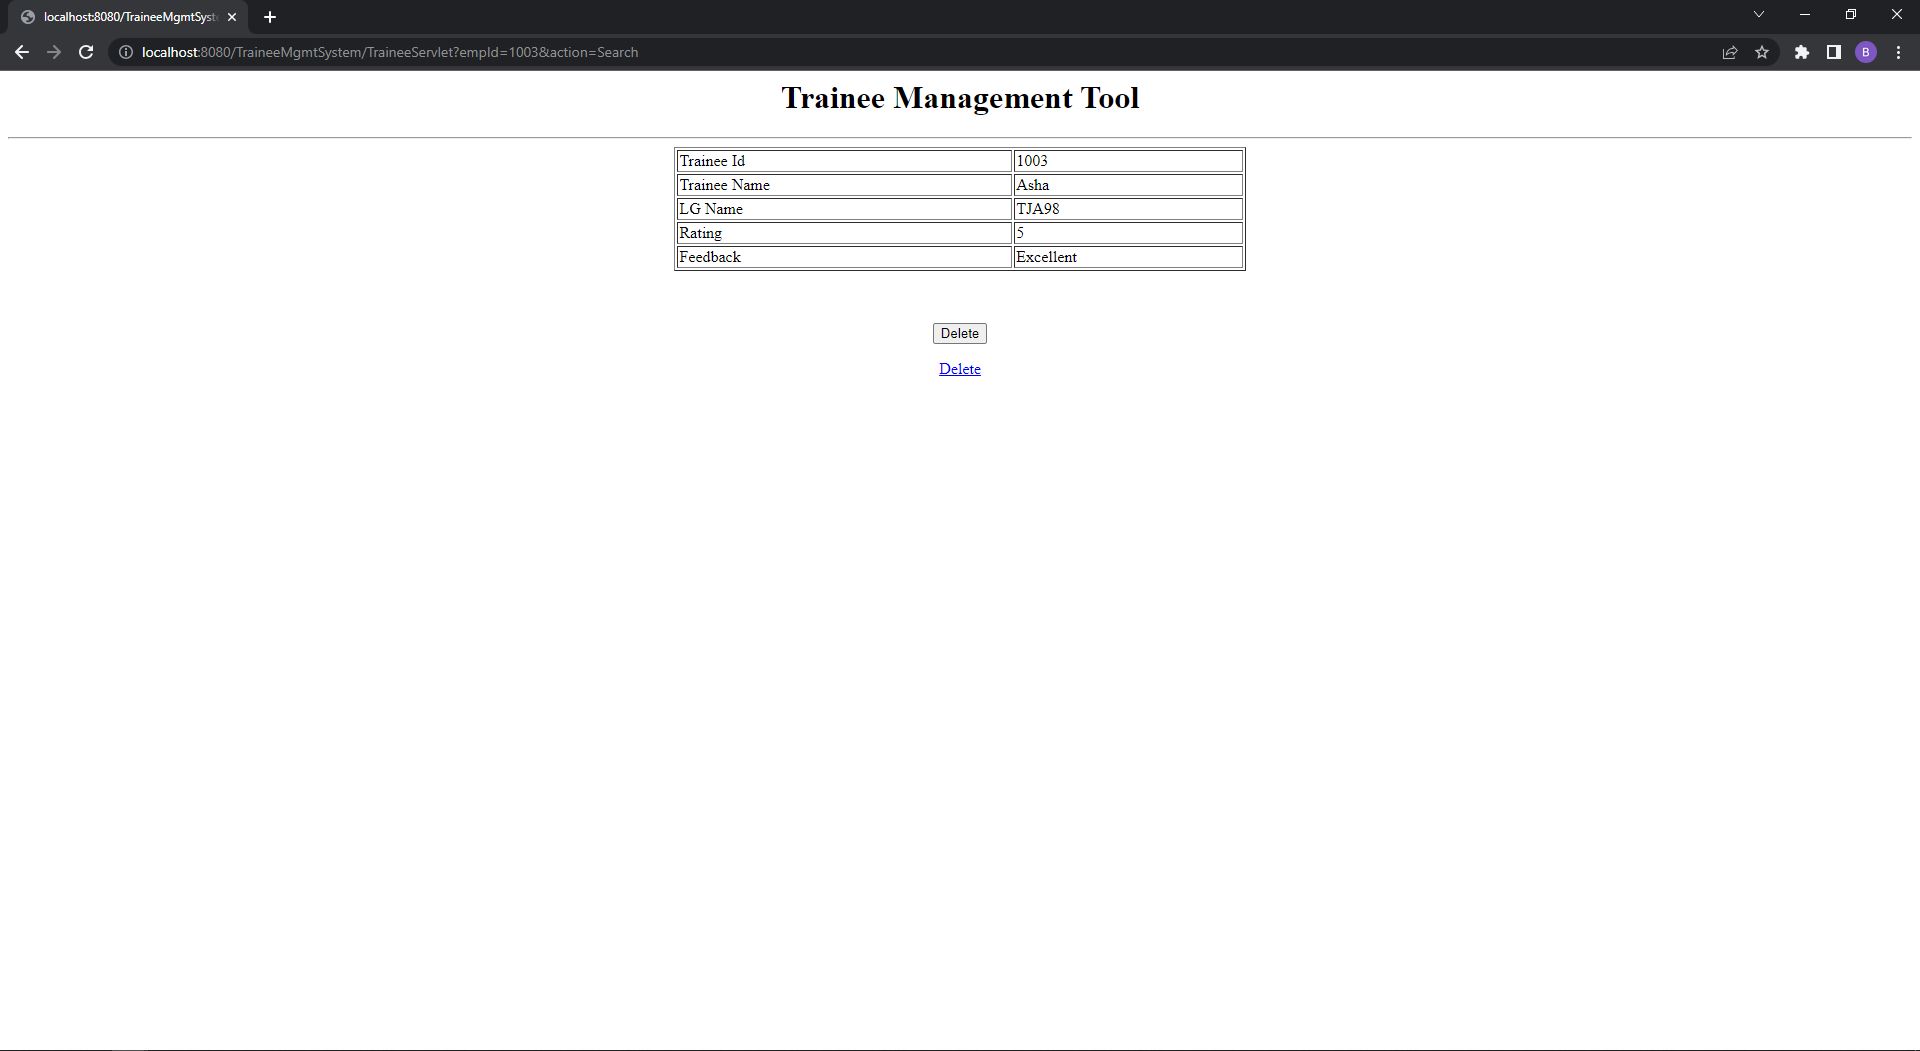 localhost:8080/TraineeMgmtSyst
localhost:8080/TraineeMgmtSystem/TraineeServlet?empId=1003&action=Search
B
Trainee Management Tool
Trainee Id 1003
Trainee Name Asha
LG Name TJA98
Rating 5
Feedback Excellent
Delete
Delete